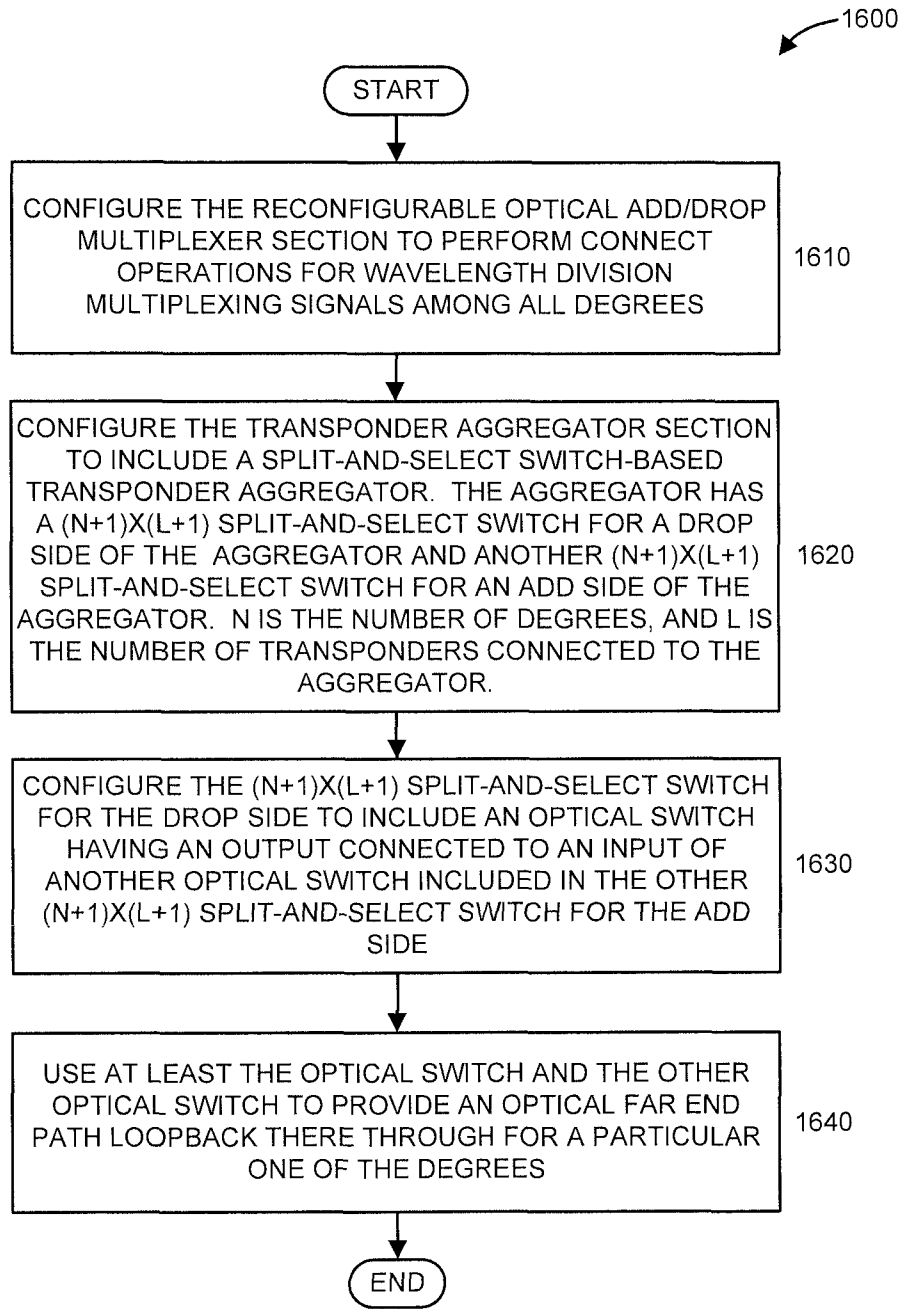 1600
START
CONFIGURE THE RECONFIGURABLE OPTICAL ADD/DROP
MULTIPLEXER SECTION TO PERFORM CONNECT
OPERATIONS FOR WAVELENGTH DIVISION
MULTIPLEXING SIGNALS AMONG ALL DEGREES
1610
CONFIGURE THE TRANSPONDER AGGREGATOR SECTION
TO INCLUDE A SPLIT-AND-SELECT SWITCH-BASED
TRANSPONDER AGGREGATOR. THE AGGREGATOR HAS
A (N+1)X(L+1) SPLIT-AND-SELECT SWITCH FOR A DROP
SIDE OF THE AGGREGATOR AND ANOTHER (N+1)X(L+1)
SPLIT-AND-SELECT SWITCH FOR AN ADD SIDE OF THE
AGGREGATOR. N IS THE NUMBER OF DEGREES, AND L IS
THE NUMBER OF TRANSPONDERS CONNECTED TO THE
AGGREGATOR.
1620
CONFIGURE THE (N+1)X(L+1) SPLIT-AND-SELECT SWITCH
FOR THE DROP SIDE TO INCLUDE AN OPTICAL SWITCH
HAVING AN OUTPUT CONNECTED TO AN INPUT OF
ANOTHER OPTICAL SWITCH INCLUDED IN THE OTHER
(N+1)X(L+1) SPLIT-AND-SELECT SWITCH FOR THE ADD
SIDE
1630
USE AT LEAST THE OPTICAL SWITCH AND THE OTHER
OPTICAL SWITCH TO PROVIDE AN OPTICAL FAR END
PATH LOOPBACK THERE THROUGH FOR A PARTICULAR
ONE OF THE DEGREES
1640
END